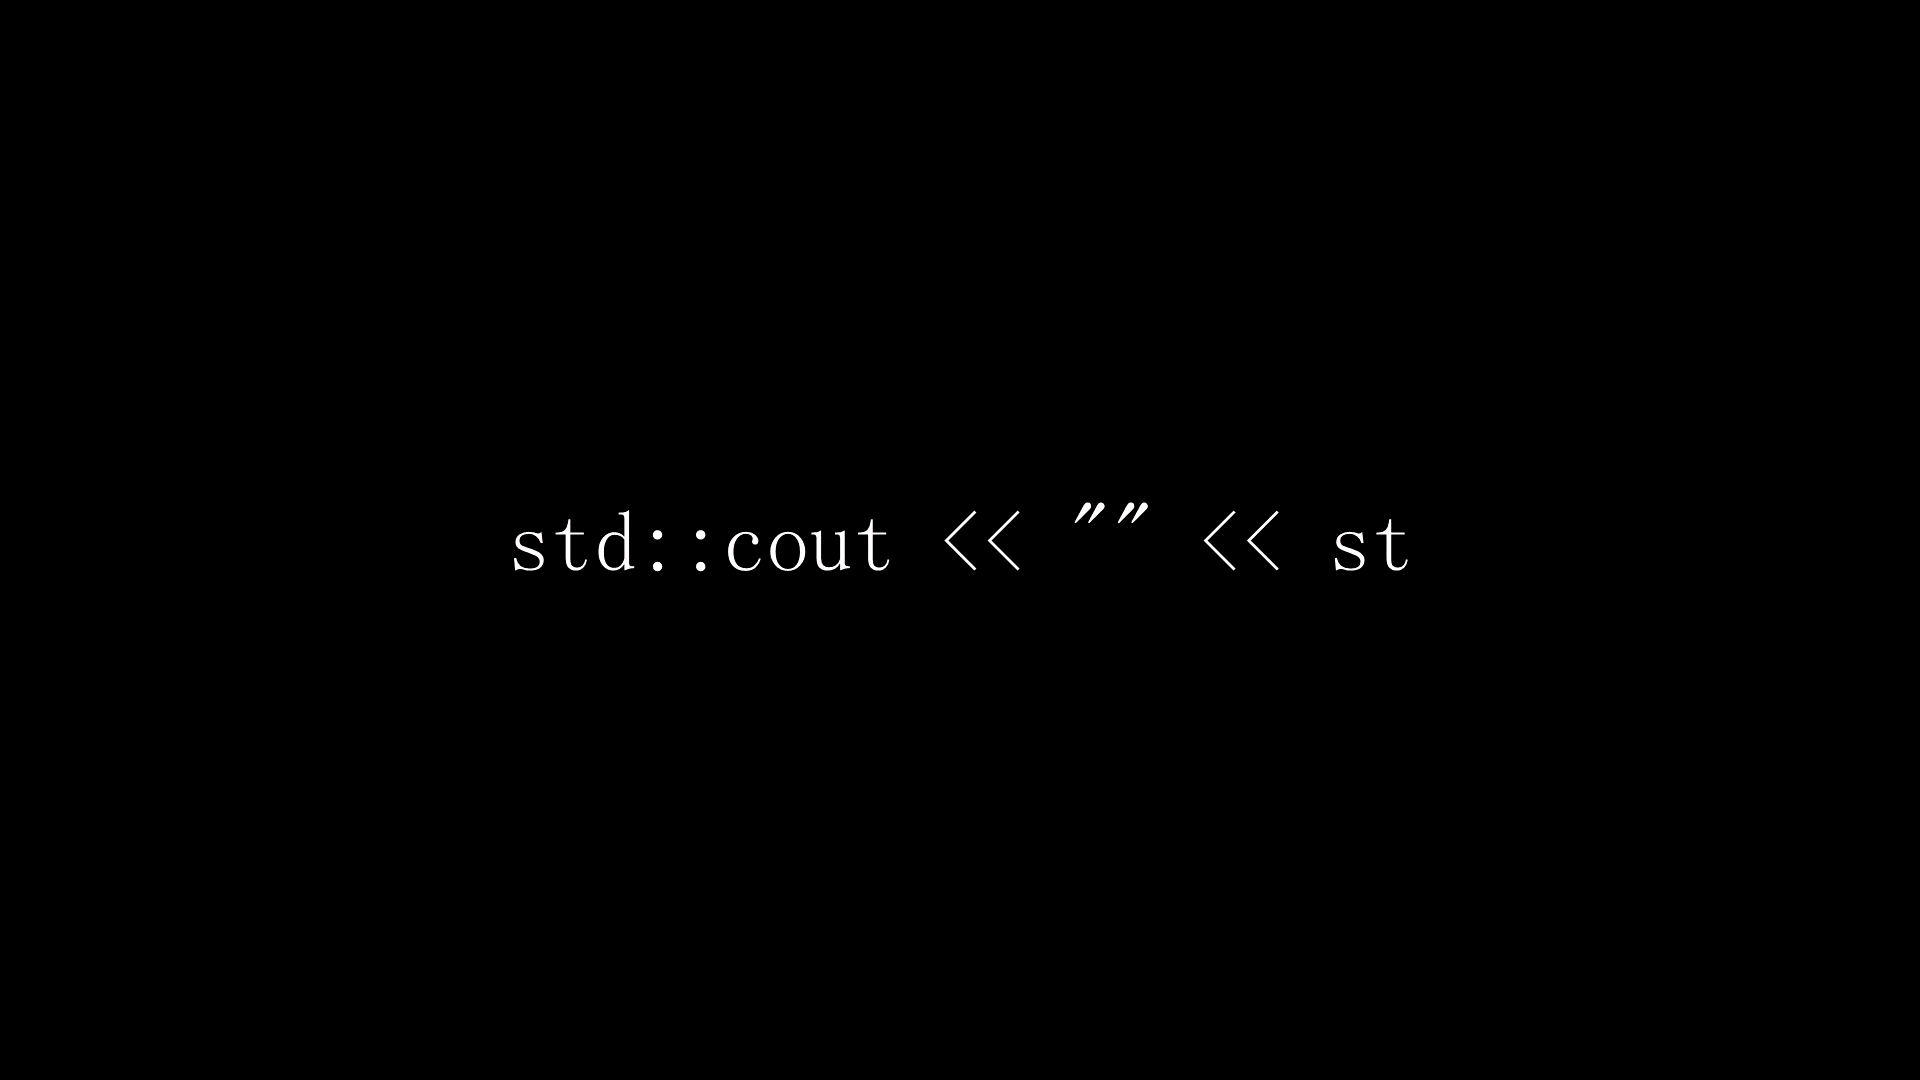 std::cout << "" << st